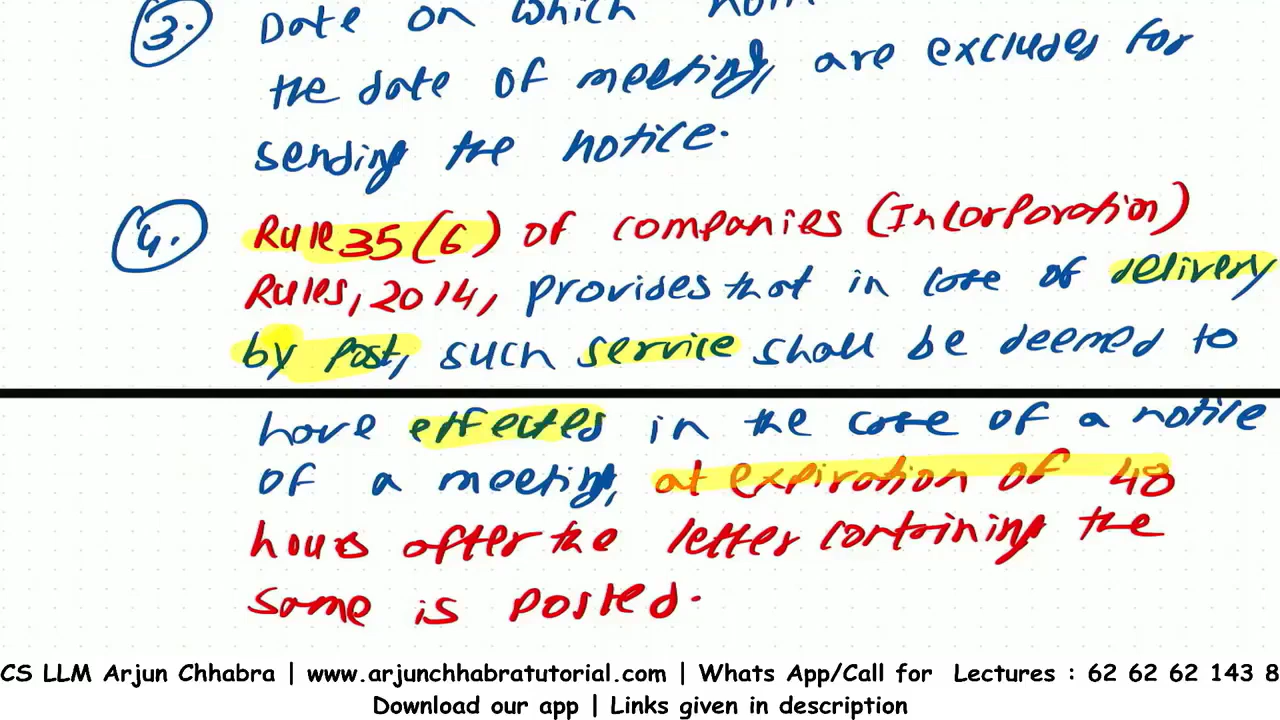 3. Date on which
the date of meeting, are excludes for
sending the notice.
4. Rule 35(6) of companies (Incorporation)
Rules, 2014, provides that in case of delivery
by Post, such service shall be deemed to
have effectes in the case of a notice
of a meeting, at expiration of 48
hours after the letter containing the
same is posted.
CS LLM Arjun Chhabra | www.arjunchhabratutorial.com | Whats App/Call for Lectures : 62 62 62 143 8
Download our app | Links given in description